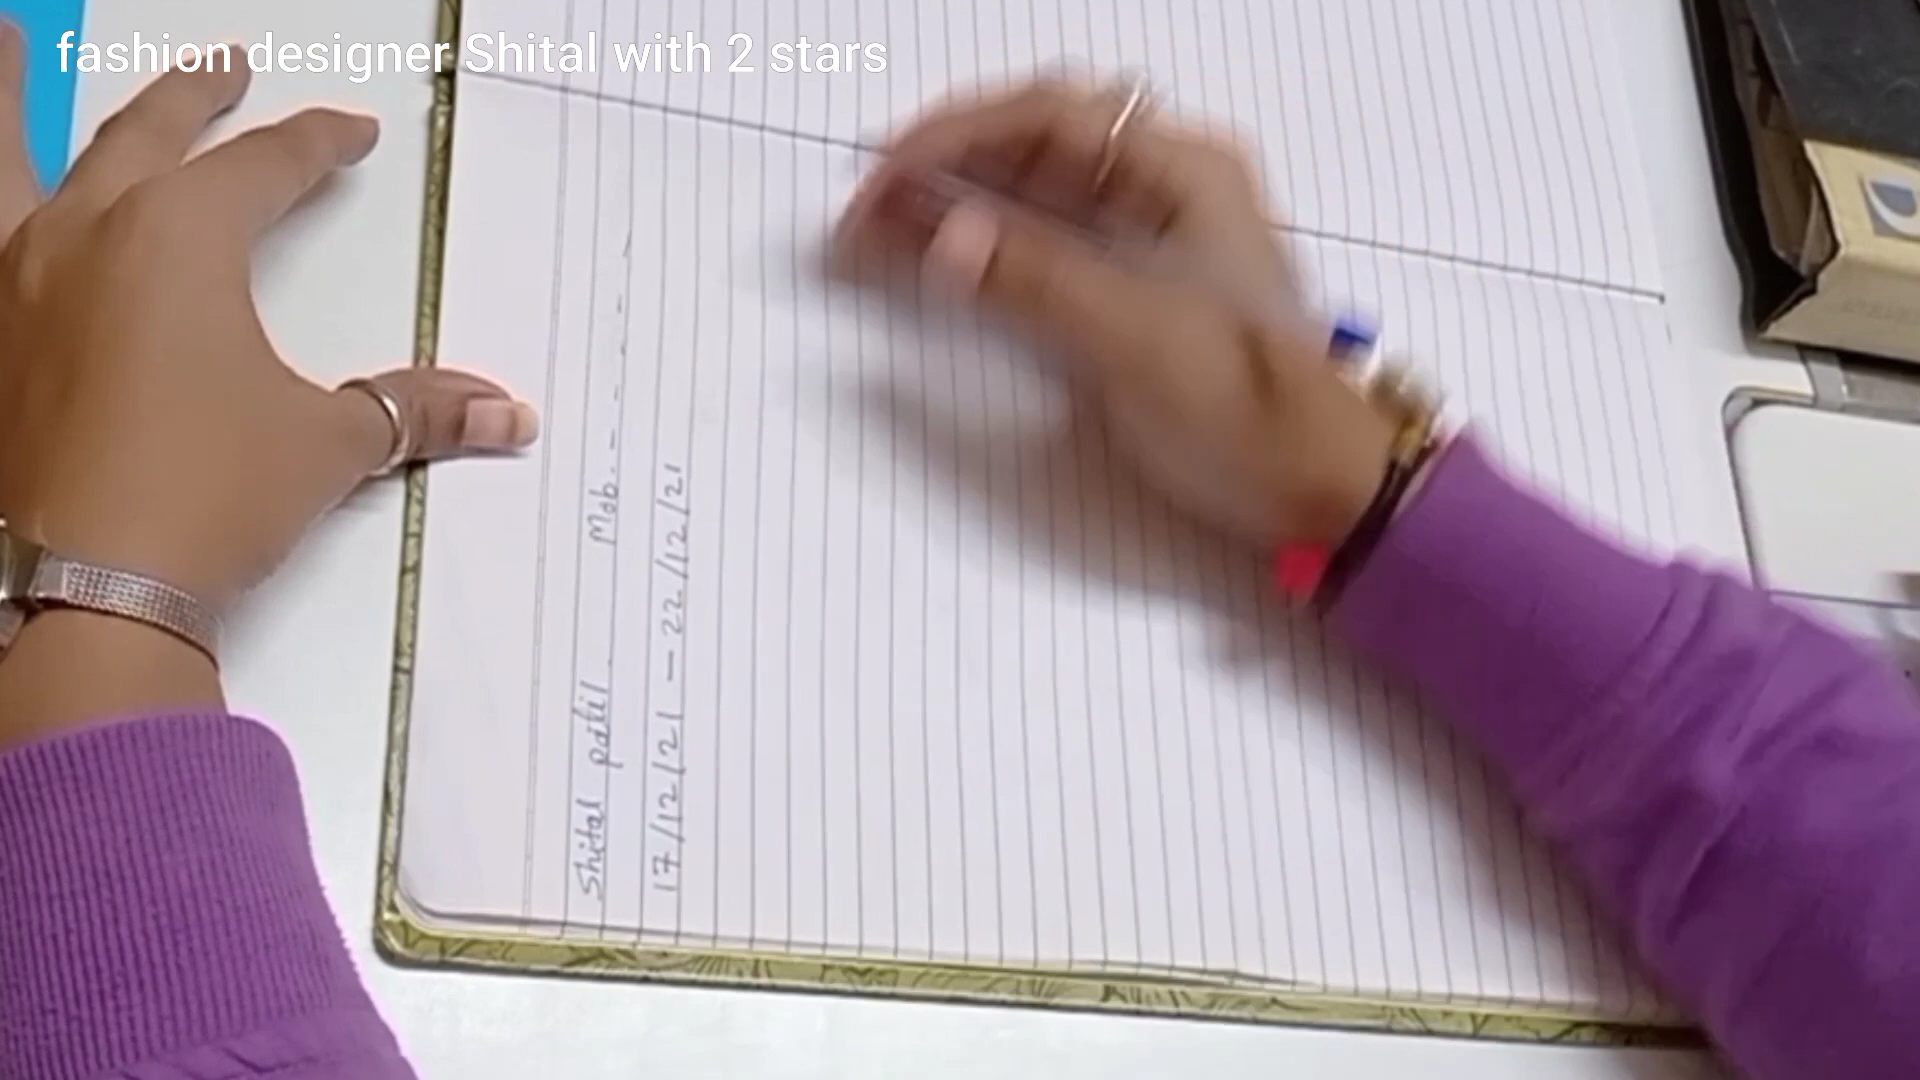 fashion designer Shital with 2 stars
Shital patil Mob. - - - - - - -
17/12/21 - 22/12/21